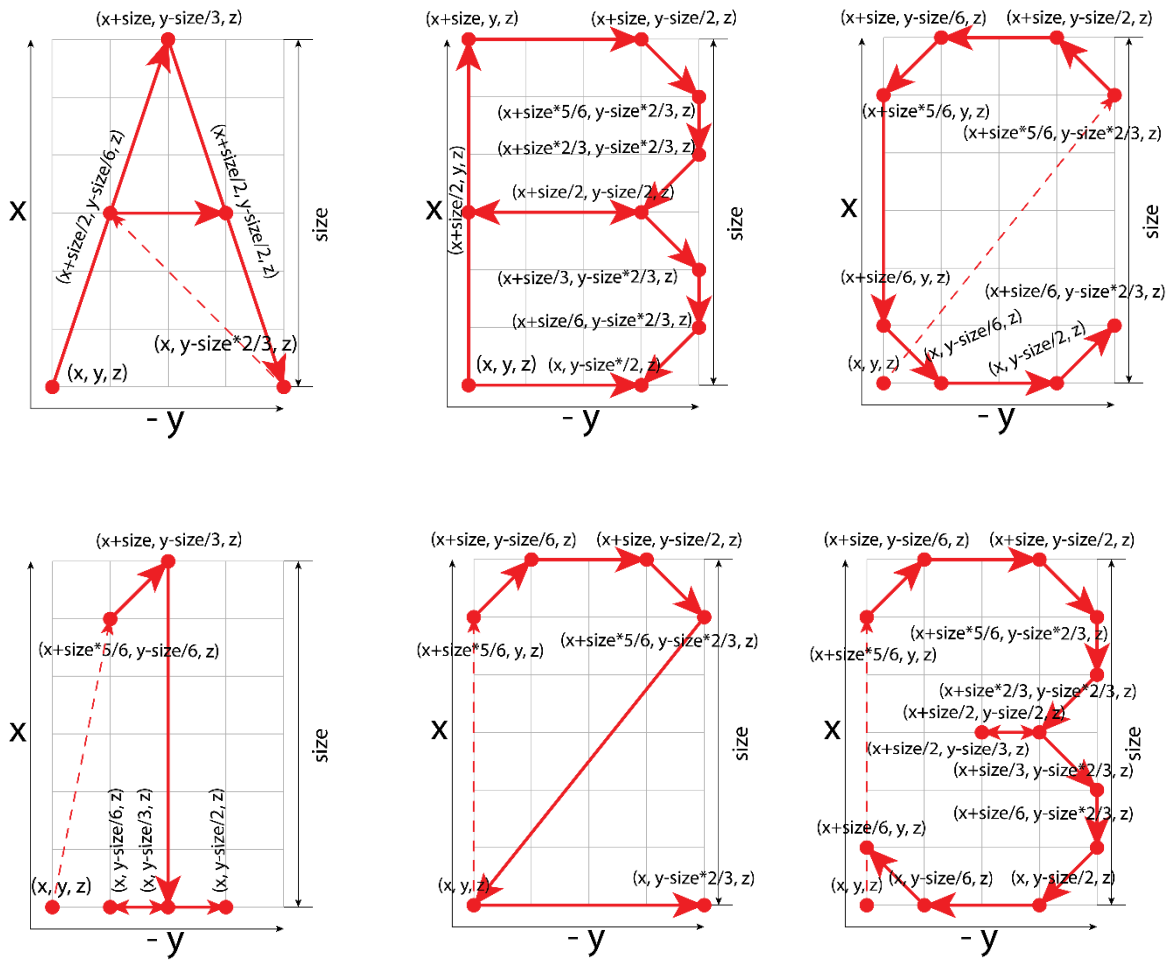 (x+size, y-size/3, z)
(x+size/2, y-size/6, z)
(x+size/2, y-size/2, z)
X
size
(x, y-size*2/3, z)
(x, y, z)
- y
(x+size, y, z)
(x+size, y-size/2, z)
(x+size*5/6, y-size*2/3, z)
(x+size*2/3, y-size*2/3, z)
(x+size/2, y, z)
(x+size/2, y-size/2, z)
X
size
(x+size/3, y-size*2/3, z)
(x+size/6, y-size*2/3, z)
(x, y, z)
(x, y-size*/2, z)
- y
(x+size, y-size/6, z)
(x+size, y-size/2, z)
(x+size*5/6, y, z)
(x+size*5/6, y-size*2/3, z)
X
size
(x+size/6, y, z)
(x+size/6, y-size*2/3, z)
(x, y, z)
(x, y-size/6, z)
(x, y-size/2, z)
- y
(x+size, y-size/3, z)
(x+size*5/6, y-size/6, z)
X
size
(x, y, z)
(x, y-size/6, z)
(x, y-size/3, z)
(x, y-size/2, z)
- y
(x+size, y-size/6, z)
(x+size, y-size/2, z)
(x+size*5/6, y, z)
(x+size*5/6, y-size*2/3, z)
X
size
(x, y, z)
(x, y-size*2/3, z)
- y
(x+size, y-size/6, z)
(x+size, y-size/2, z)
(x+size*5/6, y-size*2/3, z)
(x+size*5/6, y, z)
(x+size*2/3, y-size*2/3, z)
(x+size/2, y-size/2, z)
X
size
(x+size/2, y-size/3, z)
(x+size/3, y-size*2/3, z)
(x+size/6, y-size*2/3, z)
(x+size/6, y, z)
(x, y, z)
(x, y-size/6, z)
(x, y-size/2, z)
- y